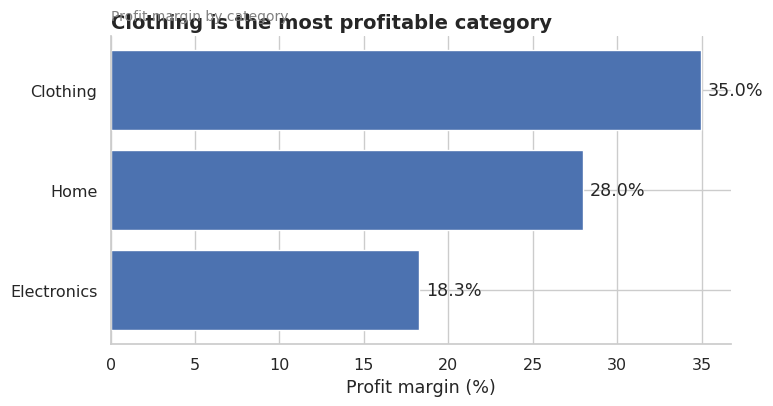 Profit margin by category
Clothing is the most profitable category
Clothing
35.0%
Home
28.0%
Electronics
18.3%
0 5 10 15 20 25 30 35
Profit margin (%)